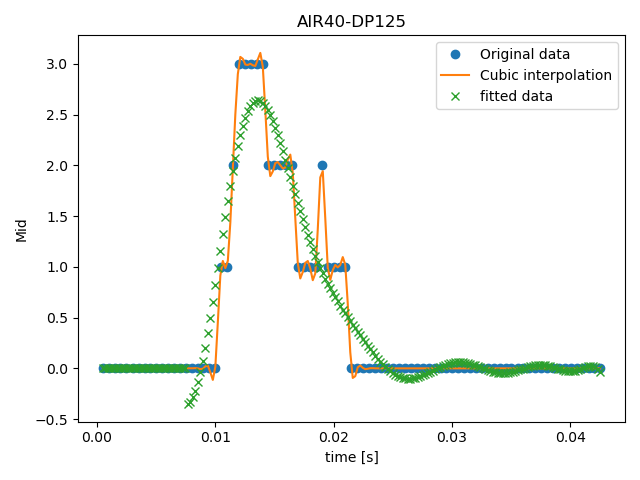 AIR40-DP125
Original data
Cubic interpolation
fitted data
Mid
3.0
2.5
2.0
1.5
1.0
0.5
0.0
−0.5
0.00
0.01
0.02
0.03
0.04
time [s]